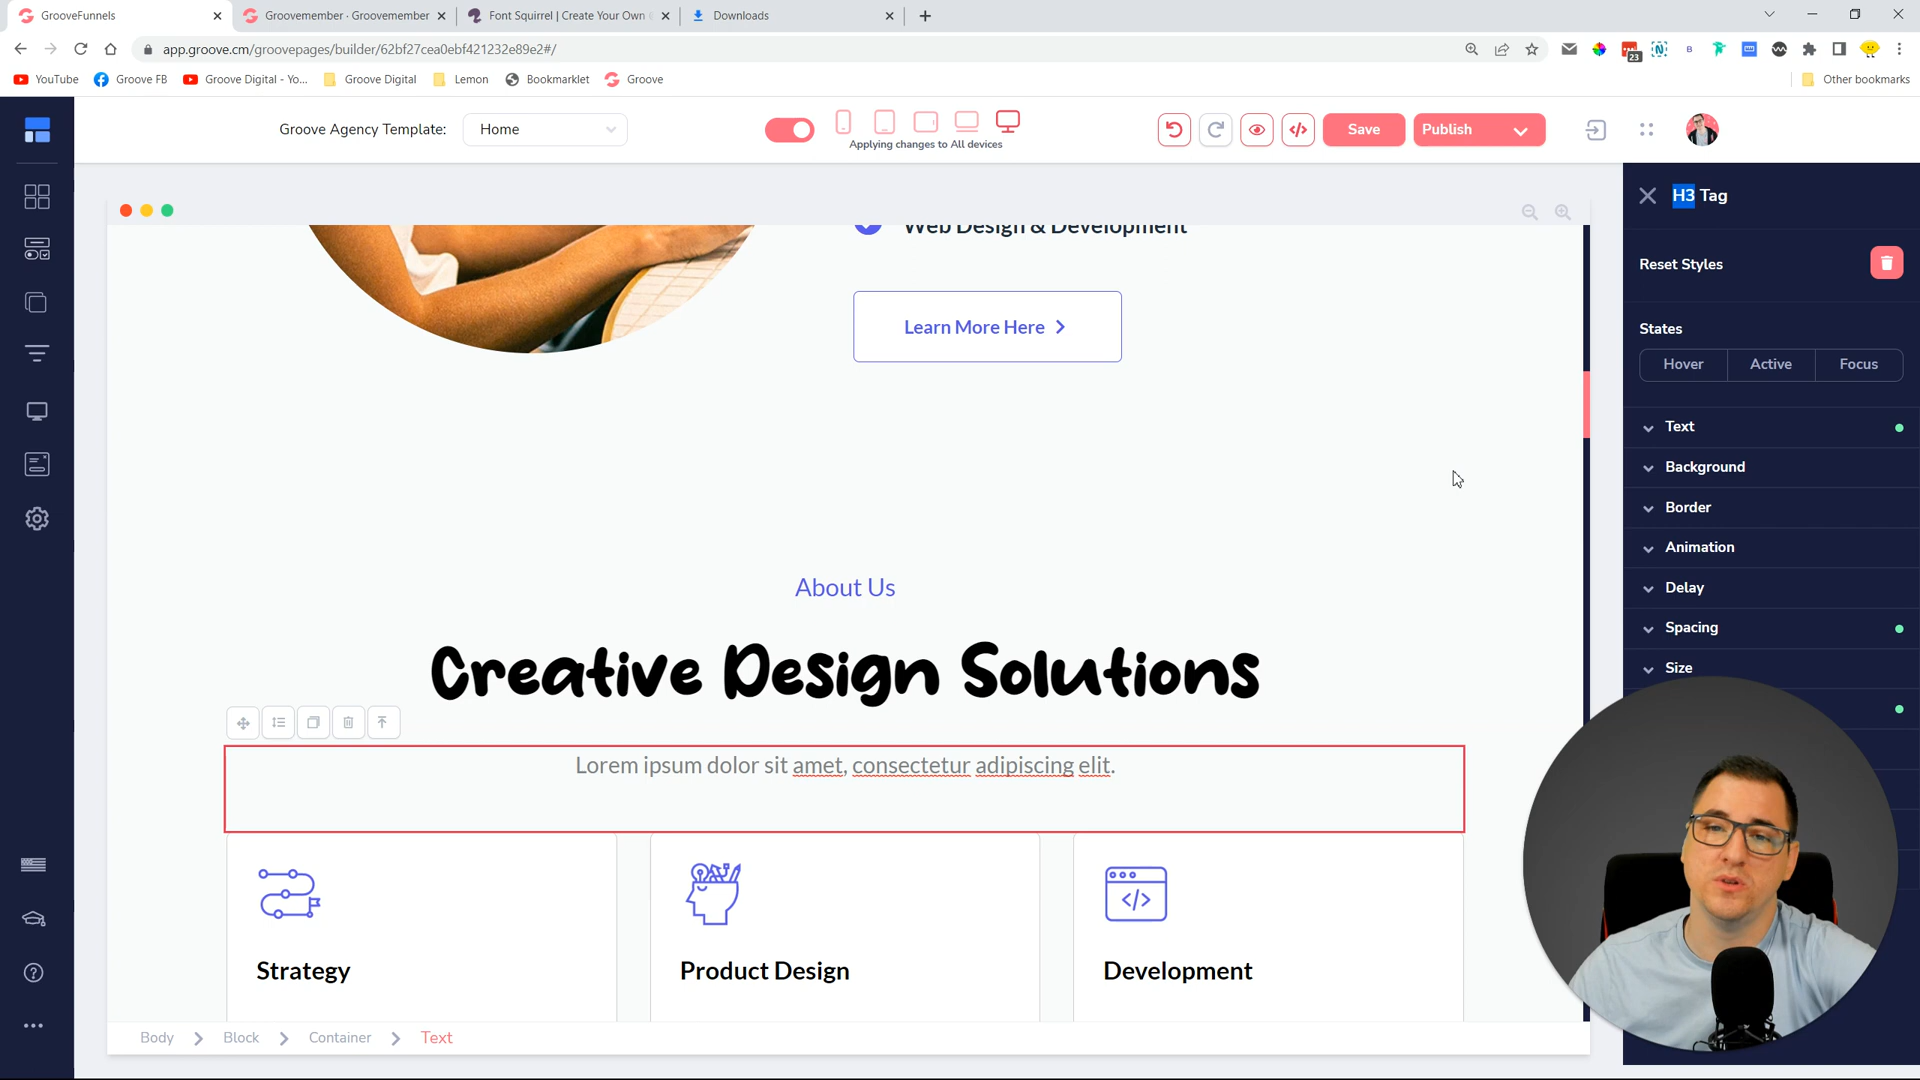 GrooveFunnels
Groovemember · Groovemember
Font Squirrel | Create Your Own
Downloads
app.groove.cm/groovepages/builder/62bf27cea0ebf421232e89e2#/
23
YouTube
Groove FB
Groove Digital - Yo...
Groove Digital
Lemon
Bookmarklet
Groove
Other bookmarks
Groove Agency Template:
Home
Applying changes to All devices
Save
Publish
H3 Tag
Reset Styles
States
Hover
Active
Focus
Text
Background
Border
Animation
Delay
Spacing
Size
Web Design & Development
Learn More Here
About Us
Creative Design Solutions
Lorem ipsum dolor sit amet, consectetur adipiscing elit.
Strategy
Product Design
Development
Body
Block
Container
Text